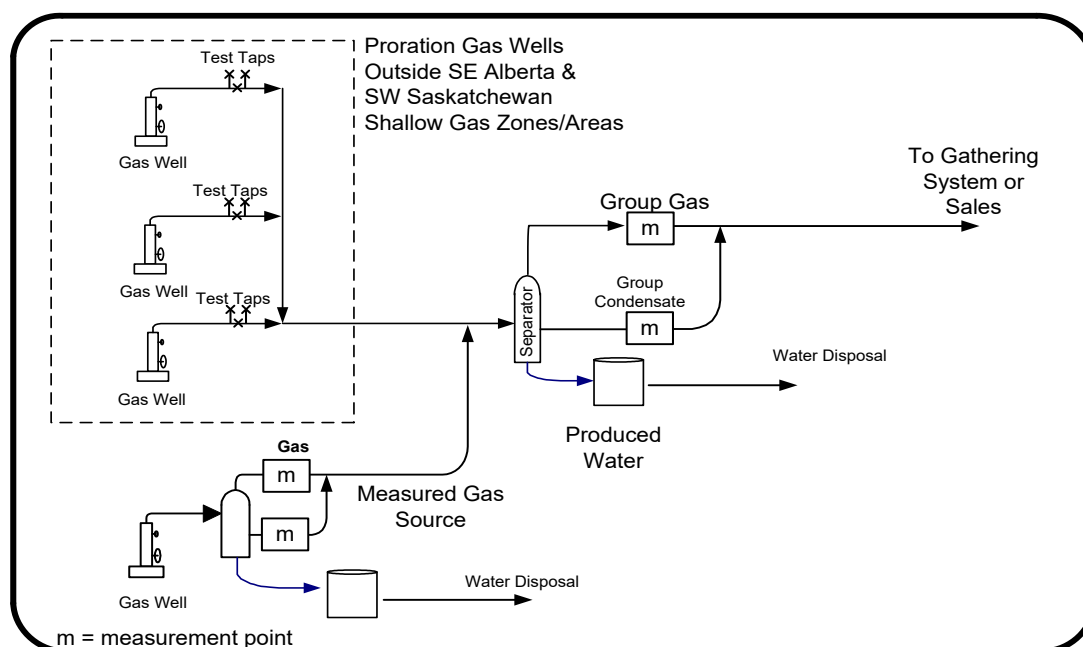 Proration Gas Wells
Outside SE Alberta &
SW Saskatchewan
Shallow Gas Zones/Areas
Test Taps
Gas Well
Test Taps
Gas Well
Test Taps
Gas Well
To Gathering
System or
Sales
Group Gas
m
Group
Condensate
m
Separator
Water Disposal
Produced
Water
Gas
m
Measured Gas
Source
m
Gas Well
Water Disposal
m = measurement point